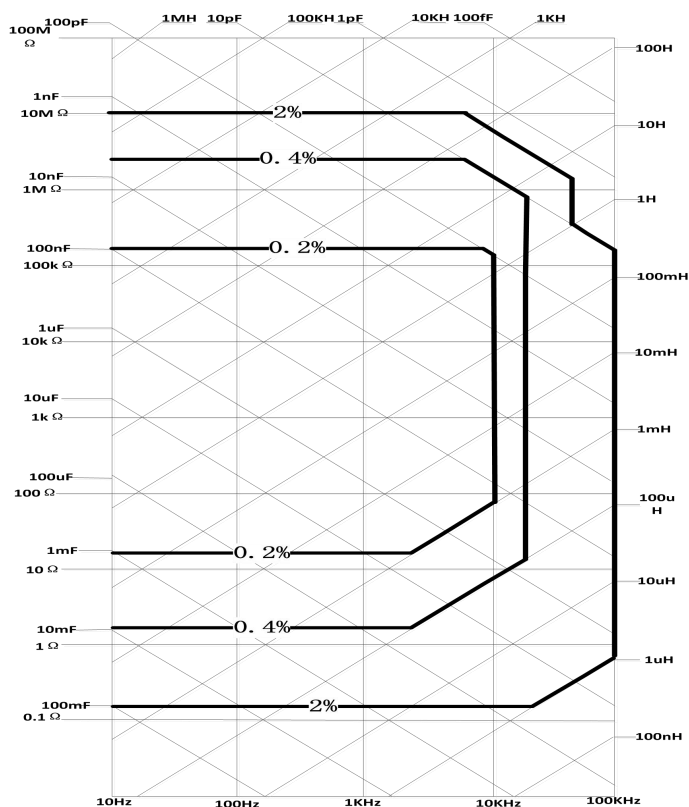 100pF 1MH 10pF 100KH 1pF 10KH 100fF 1KH
100M
Ω
100H
1nF
2%
10M Ω
10H
0. 4%
10nF
1M Ω
1H
100nF
0. 2%
100k Ω
100mH
1uF
10k Ω
10mH
10uF
1k Ω
1mH
100uF
100 Ω
100u
H
1mF
0. 2%
10 Ω
10uH
10mF
0. 4%
1 Ω
1uH
100mF
2%
0.1 Ω
100nH
10Hz 100Hz 1KHz 10KHz 100KHz